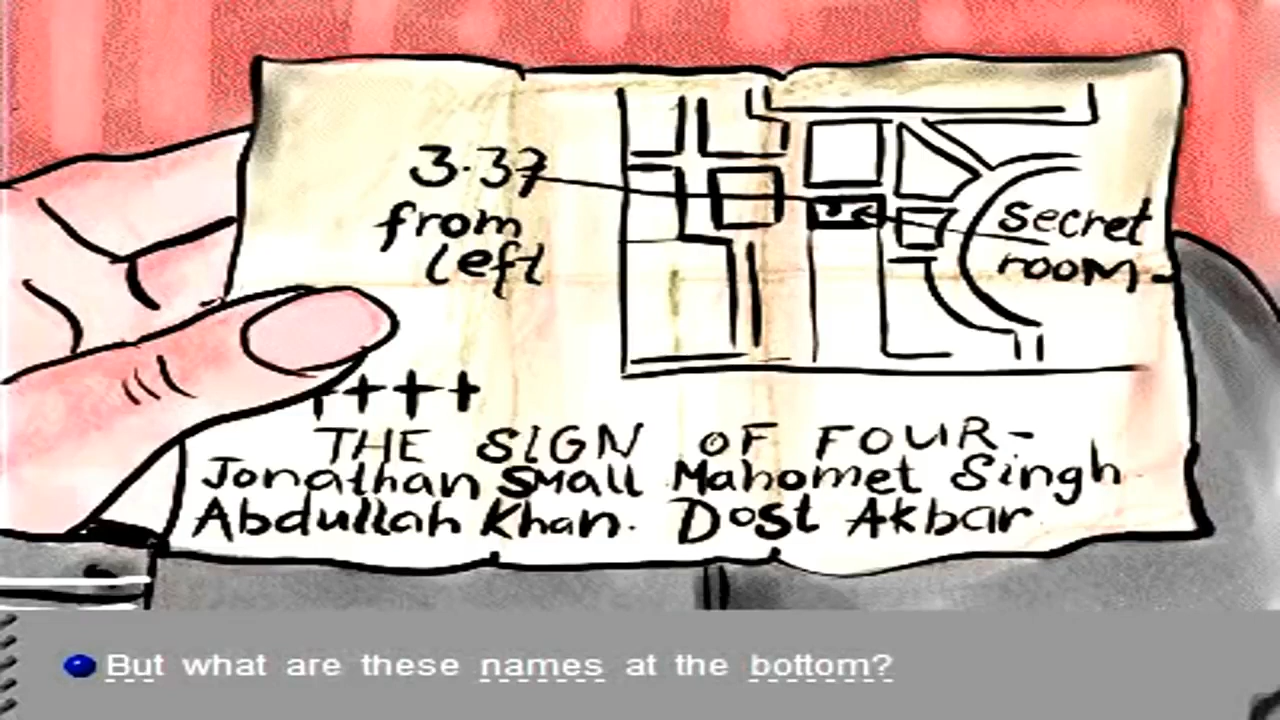 3.37
from
left
secret
room
++++
THE SIGN OF FOUR-
Jonathan Small Mahomet Singh
Abdullah Khan. Dost Akbar
But what are these names at the bottom?